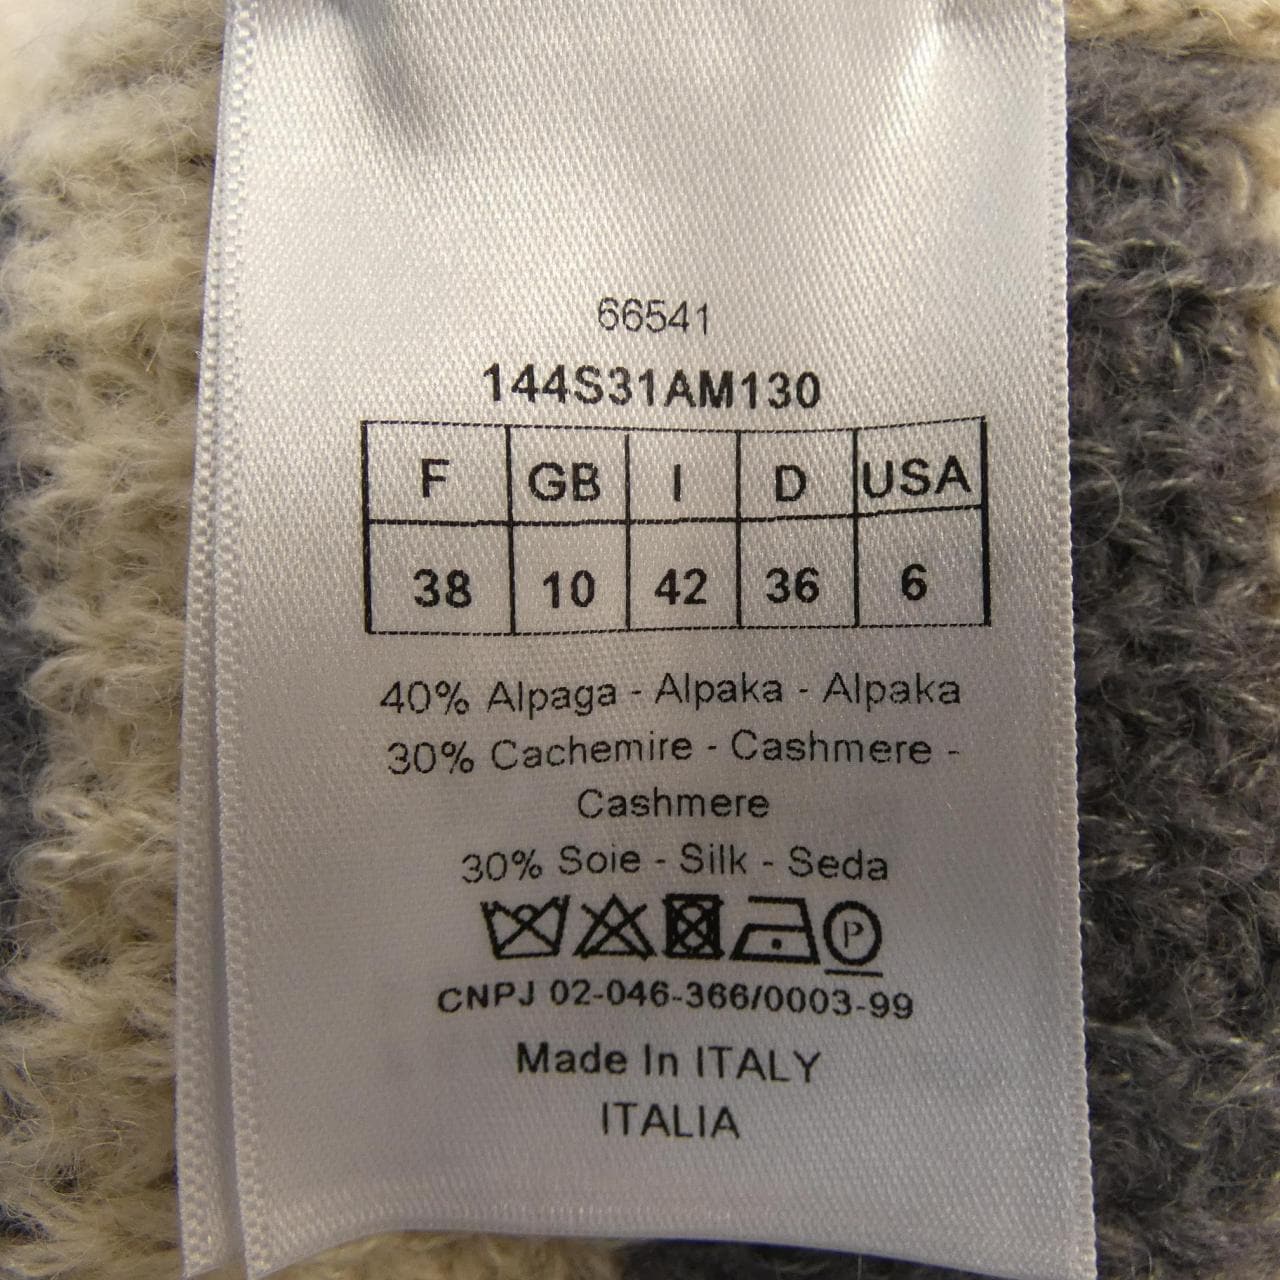 66541
144S31AM130
F GB I D USA
38 10 42 36 6
40% Alpaga - Alpaka - Alpaka
30% Cachemire - Cashmere -
Cashmere
30% Soie - Silk - Seda
P
CNPJ 02-046-366/0003-99
Made In ITALY
ITALIA